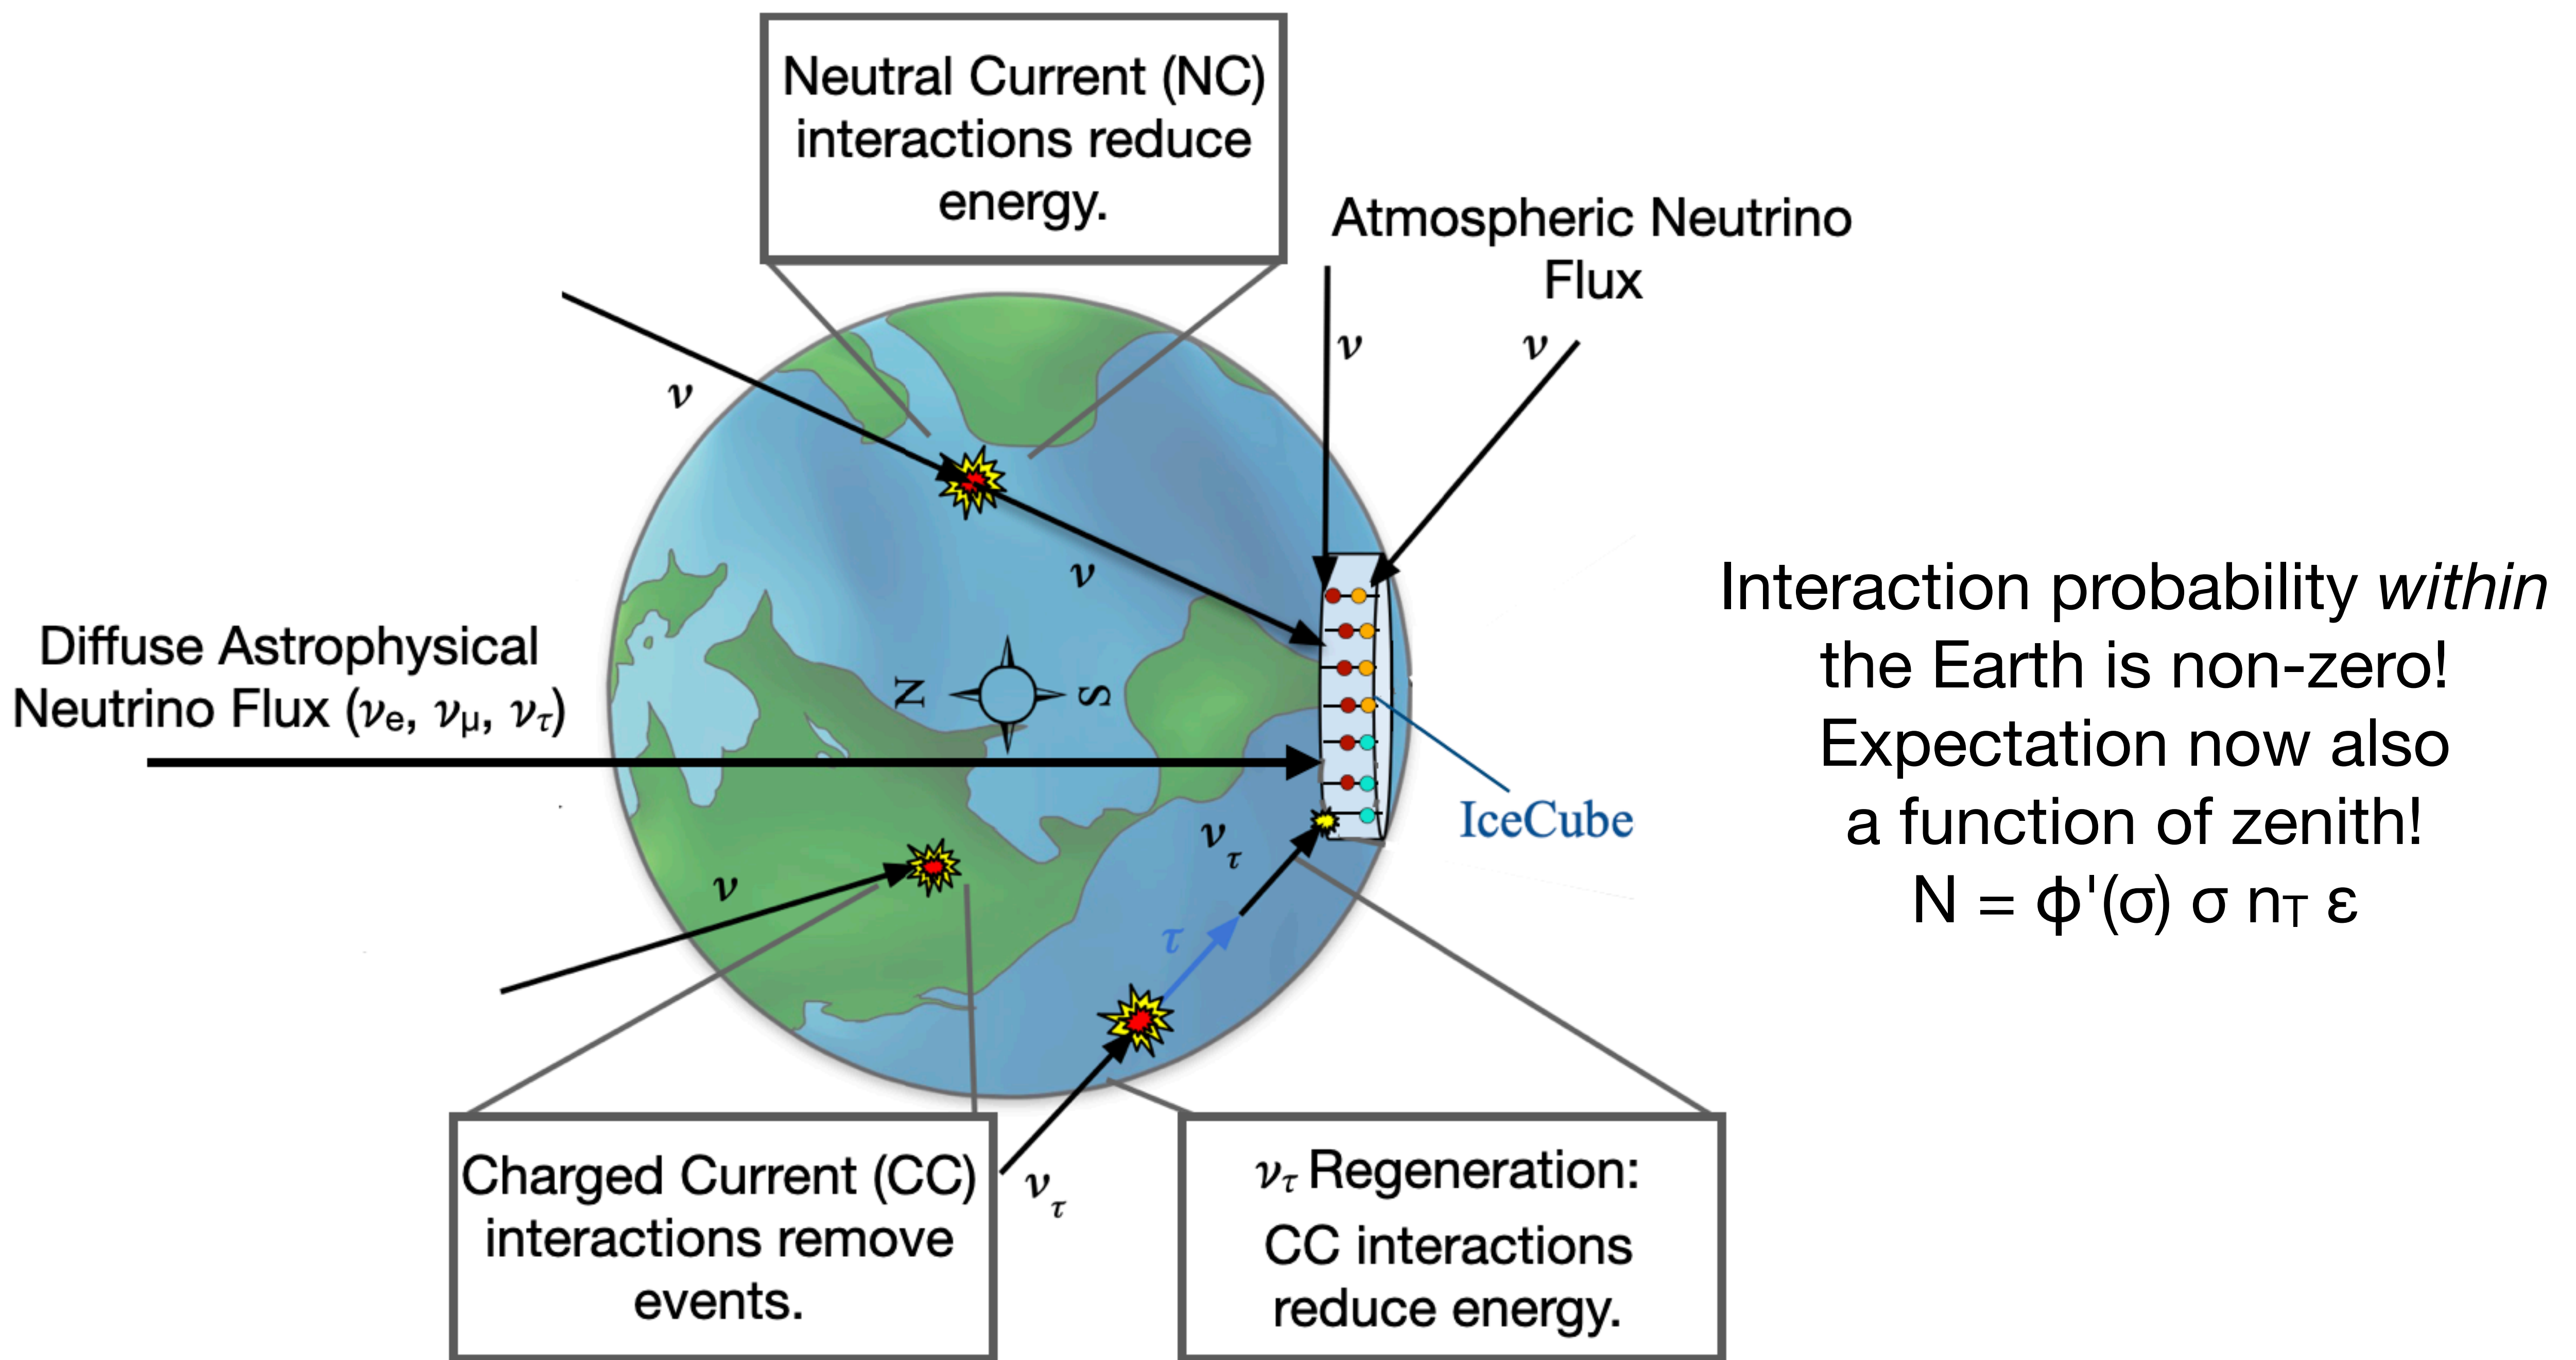 Neutral Current (NC)
interactions reduce
energy.
Atmospheric Neutrino
Flux
ν
ν
ν
ν
Diffuse Astrophysical
Neutrino Flux (νe, νμ, ντ)
N
S
IceCube
ν
ντ
τ
ντ
Charged Current (CC)
interactions remove
events.
ντ Regeneration:
CC interactions
reduce energy.
Interaction probability within
the Earth is non-zero!
Expectation now also
a function of zenith!
N = ϕ'(σ) σ nT ε